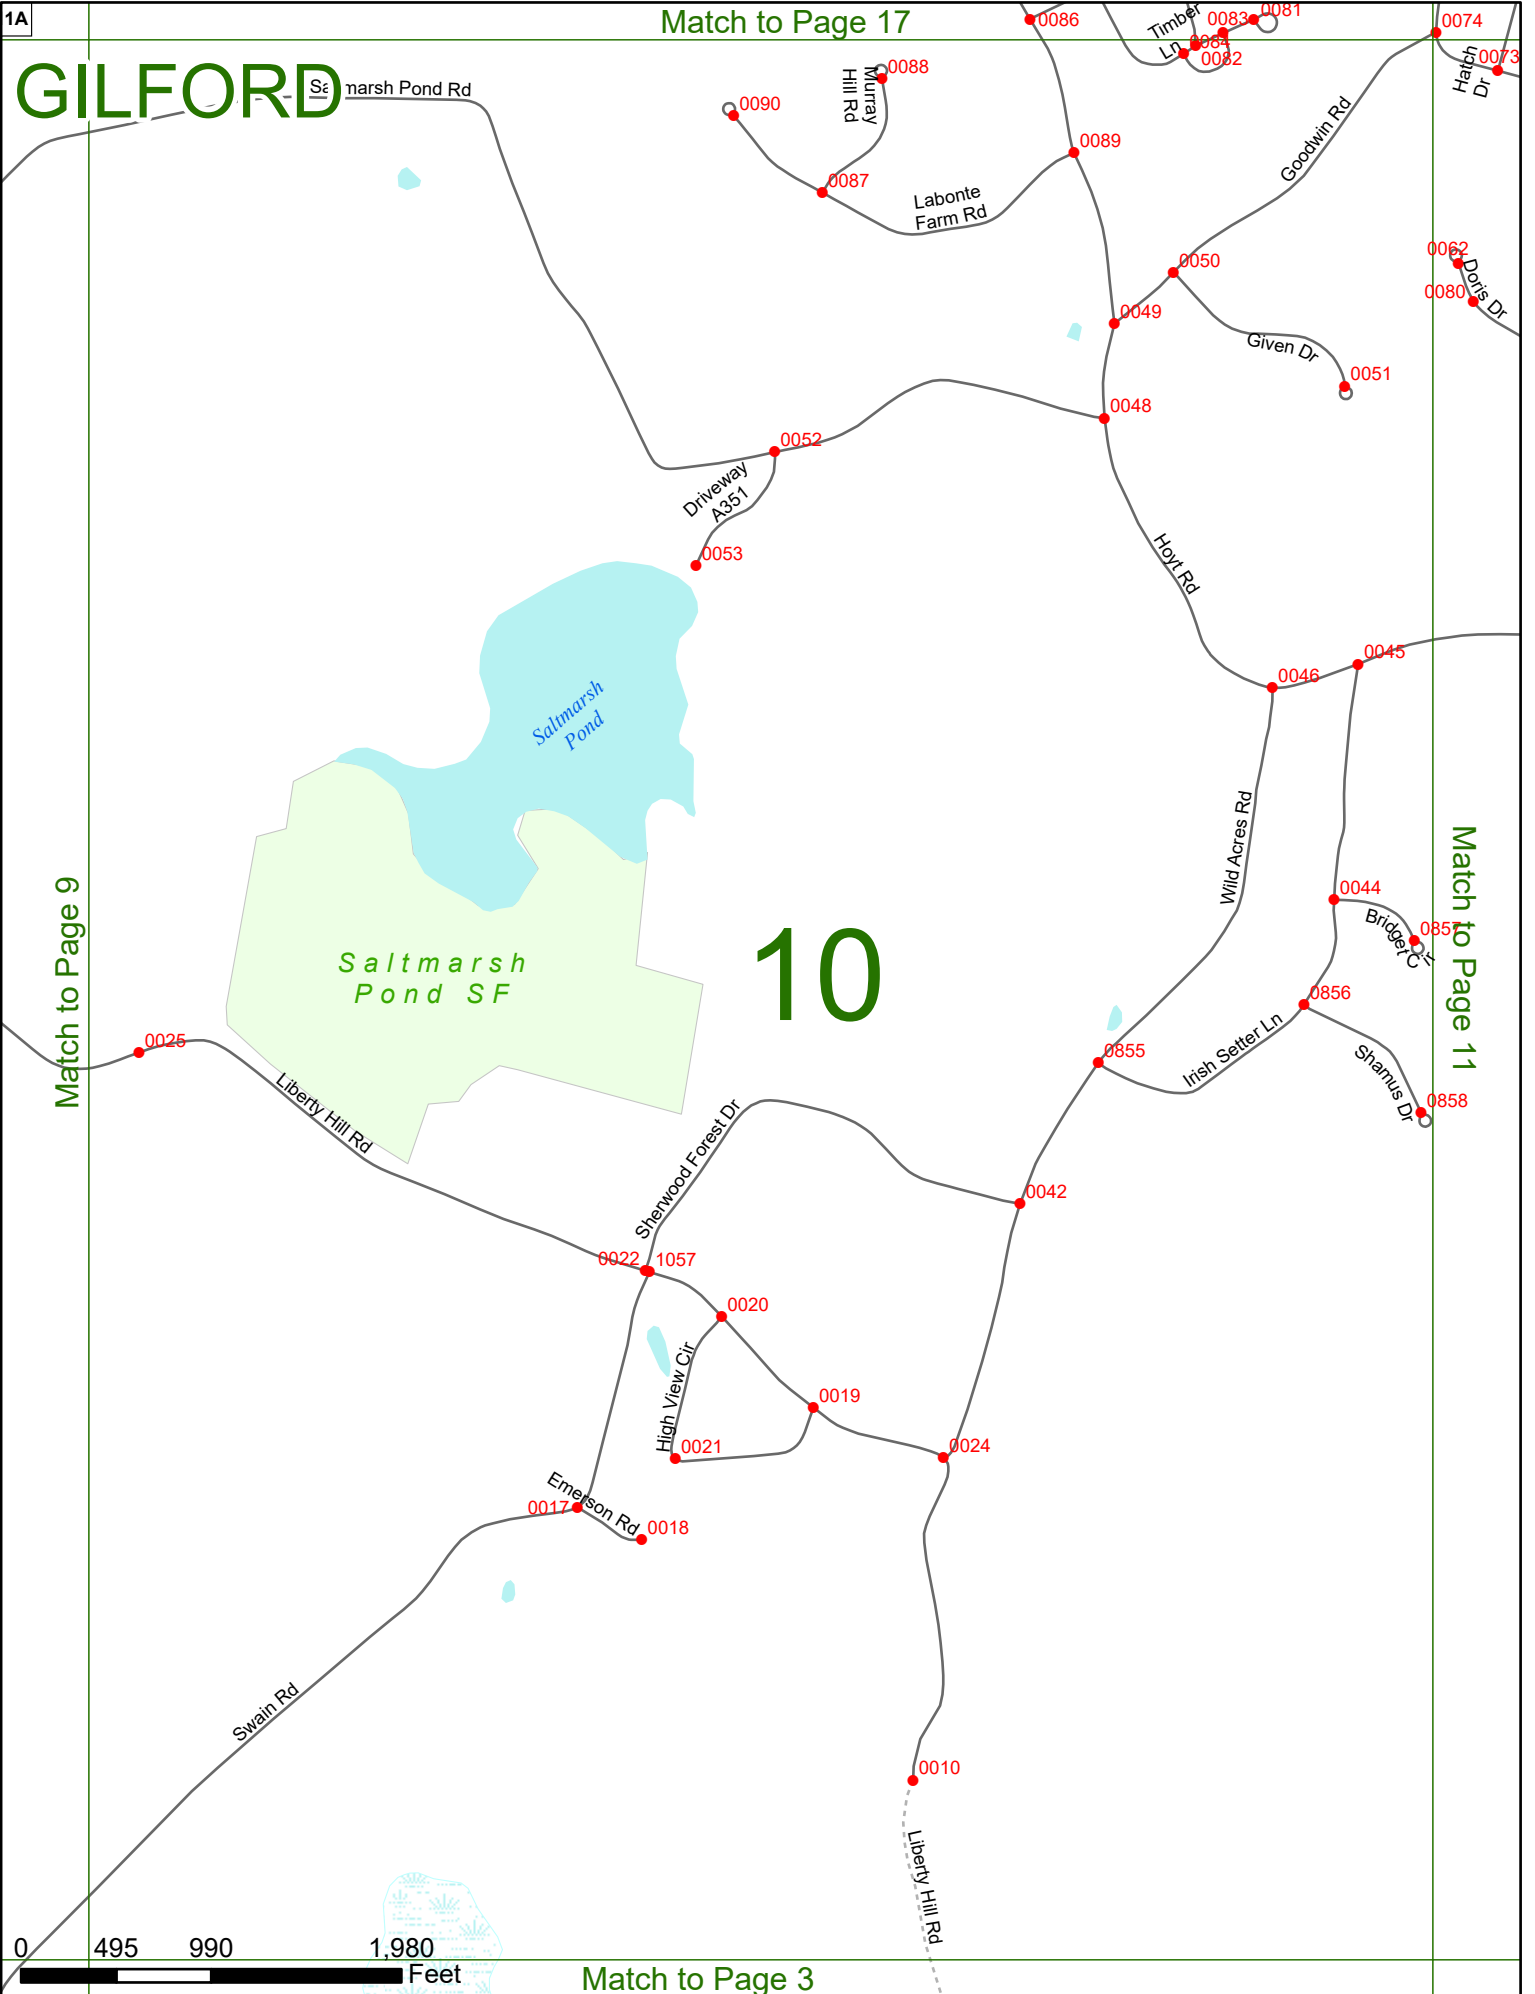 1A
Match to Page 17
GILFORD
Saltmarsh Pond Rd
0086
Timber
Ln
0083
0081
0084
0082
0074
0073
Hatch
Dr
Murray
Hill Rd
0088
0090
0089
0087
Labonte
Farm Rd
Goodwin Rd
0050
0062
0080
Doris Dr
0049
Given Dr
0051
0048
0052
Driveway
A351
0053
Hoyt Rd
0045
0046
Saltmarsh
Pond
Wild Acres Rd
0044
Bridget Cir
0857
Match to Page 9
Match to Page 11
Saltmarsh
Pond SF
10
0856
0025
0855
Irish Setter Ln
Shamus Dr
0858
Liberty Hill Rd
Sherwood Forest Dr
0042
0022
1057
0020
High View Cir
0019
0021
0024
Emerson Rd
0017
0018
Swain Rd
0010
Liberty Hill Rd
0 495 990 1,980
Feet
Match to Page 3